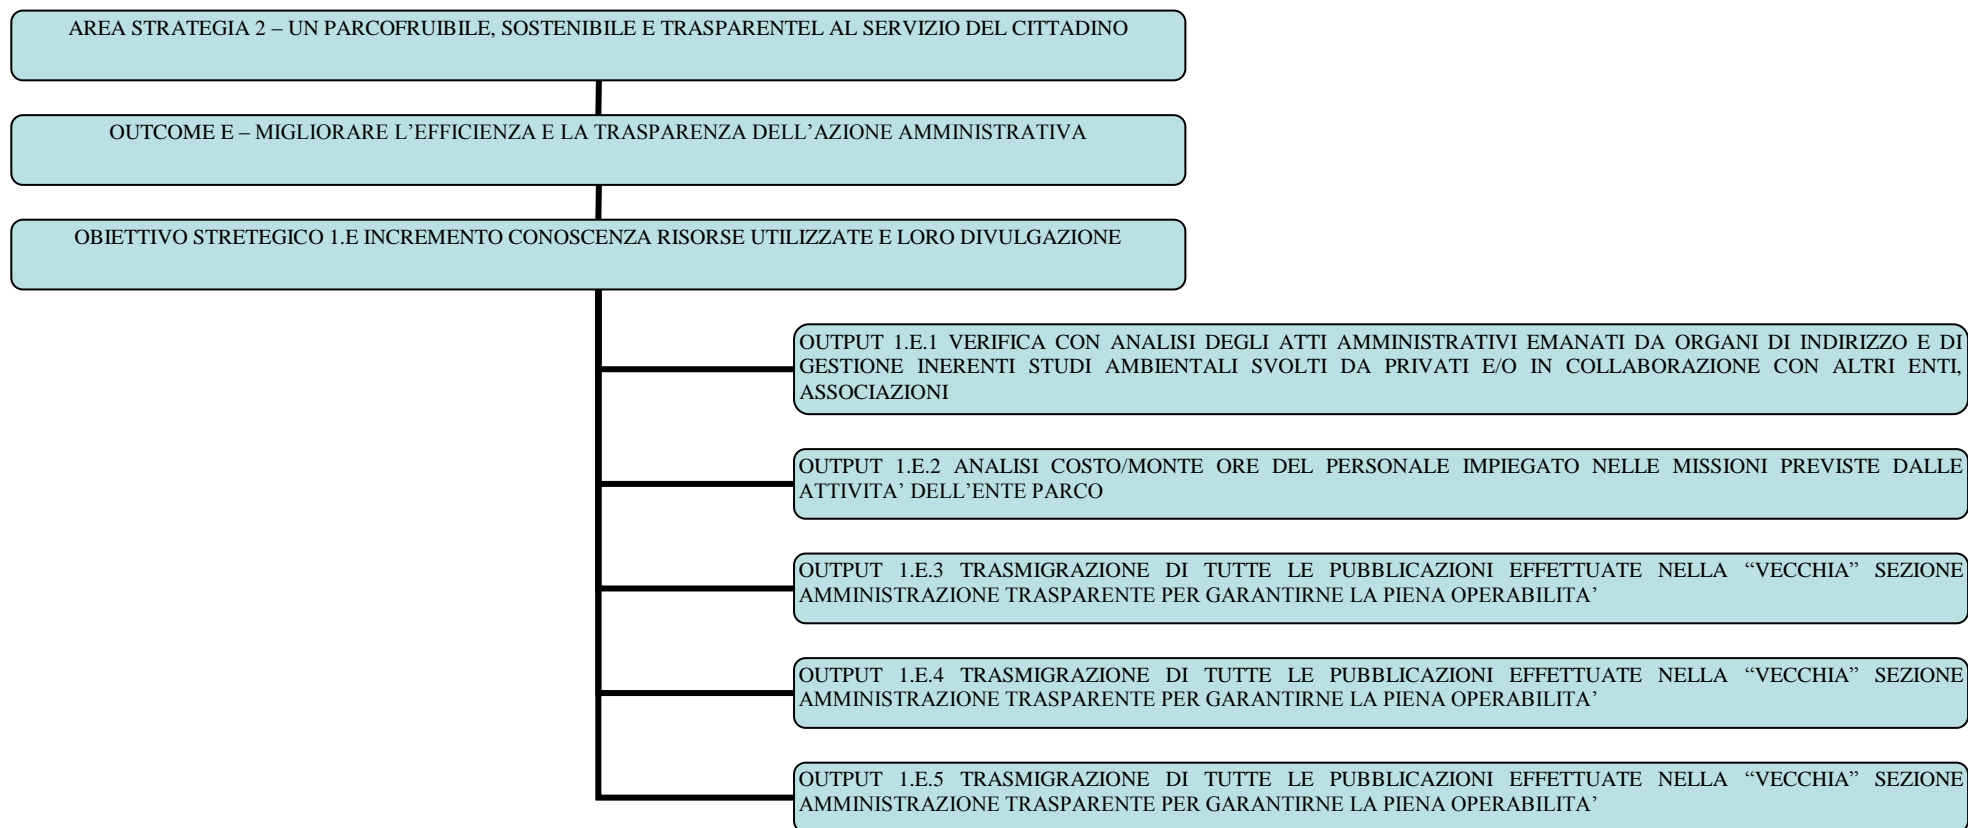 AREA STRATEGIA 2 – UN PARCOFRUIBILE, SOSTENIBILE E TRASPARENTEL AL SERVIZIO DEL CITTADINO
OUTCOME E – MIGLIORARE L’EFFICIENZA E LA TRASPARENZA DELL’AZIONE AMMINISTRATIVA
OBIETTIVO STRETEGICO 1.E INCREMENTO CONOSCENZA RISORSE UTILIZZATE E LORO DIVULGAZIONE
OUTPUT 1.E.1 VERIFICA CON ANALISI DEGLI ATTI AMMINISTRATIVI EMANATI DA ORGANI DI INDIRIZZO E DI
GESTIONE INERENTI STUDI AMBIENTALI SVOLTI DA PRIVATI E/O IN COLLABORAZIONE CON ALTRI ENTI,
ASSOCIAZIONI
OUTPUT 1.E.2 ANALISI COSTO/MONTE ORE DEL PERSONALE IMPIEGATO NELLE MISSIONI PREVISTE DALLE
ATTIVITA’ DELL’ENTE PARCO
OUTPUT 1.E.3 TRASMIGRAZIONE DI TUTTE LE PUBBLICAZIONI EFFETTUATE NELLA “VECCHIA” SEZIONE
AMMINISTRAZIONE TRASPARENTE PER GARANTIRNE LA PIENA OPERABILITA’
OUTPUT 1.E.4 TRASMIGRAZIONE DI TUTTE LE PUBBLICAZIONI EFFETTUATE NELLA “VECCHIA” SEZIONE
AMMINISTRAZIONE TRASPARENTE PER GARANTIRNE LA PIENA OPERABILITA’
OUTPUT 1.E.5 TRASMIGRAZIONE DI TUTTE LE PUBBLICAZIONI EFFETTUATE NELLA “VECCHIA” SEZIONE
AMMINISTRAZIONE TRASPARENTE PER GARANTIRNE LA PIENA OPERABILITA’